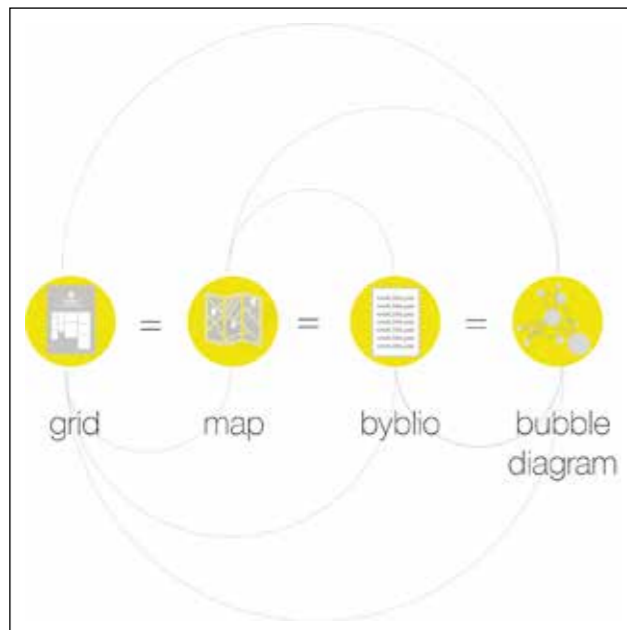 = = =
grid map byblio bubble
diagram